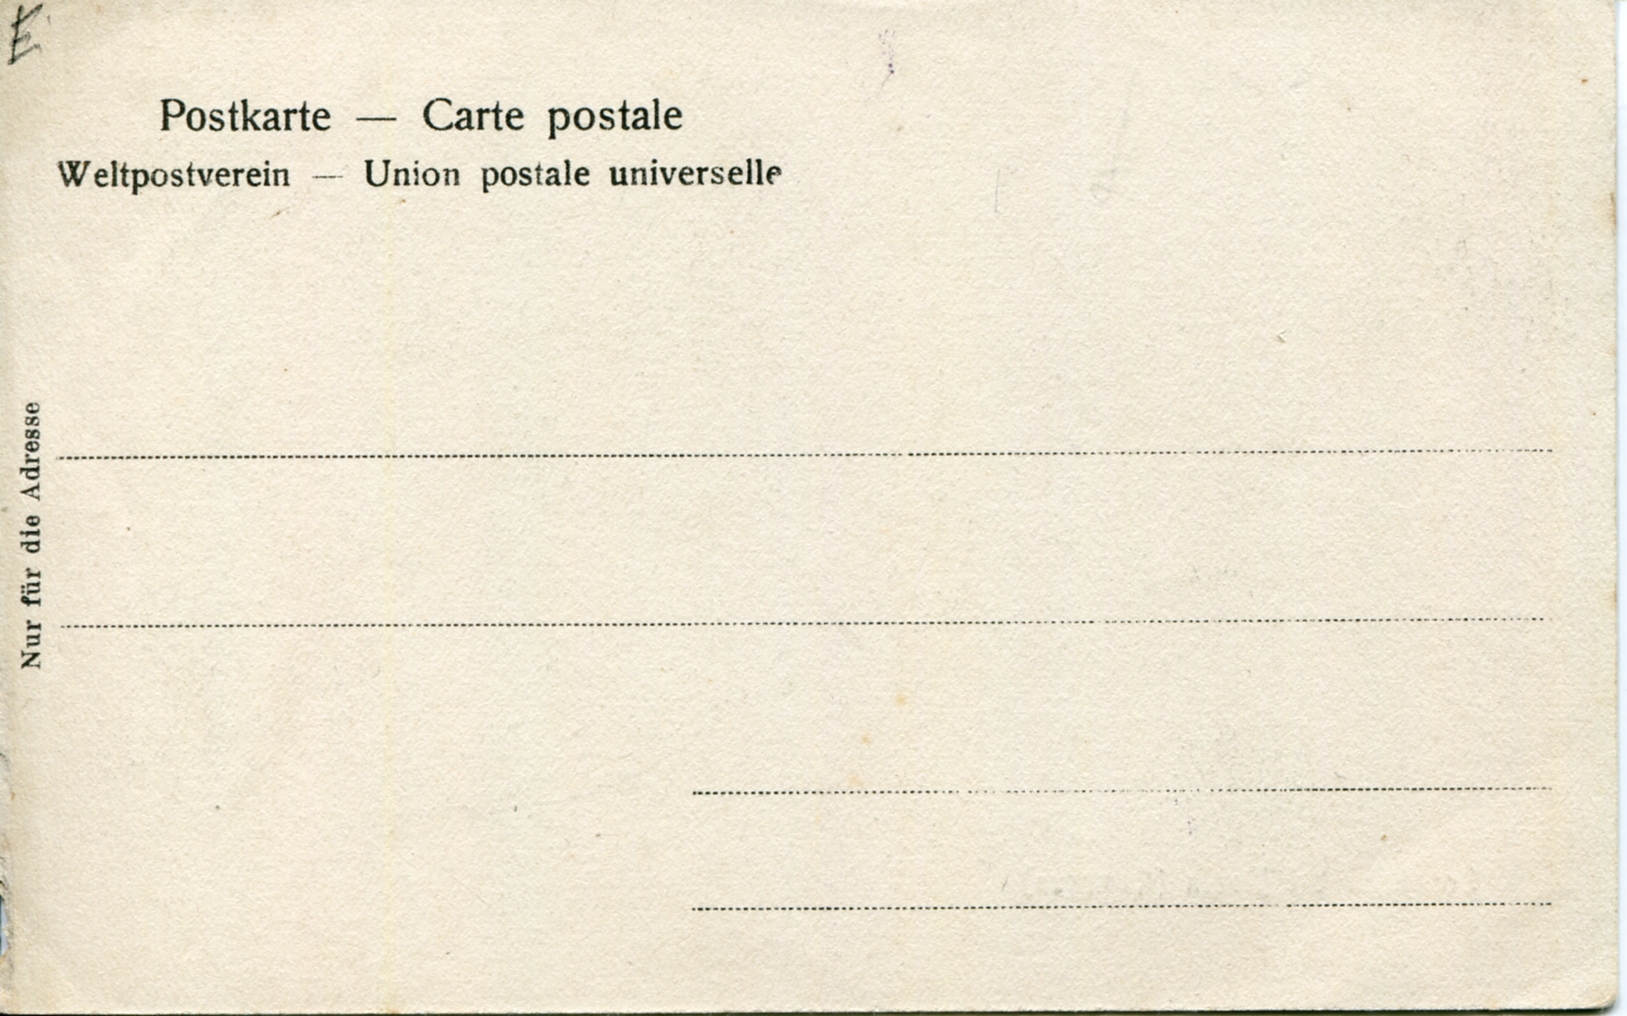 E
Postkarte — Carte postale
Weltpostverein — Union postale universelle
Nur für die Adresse